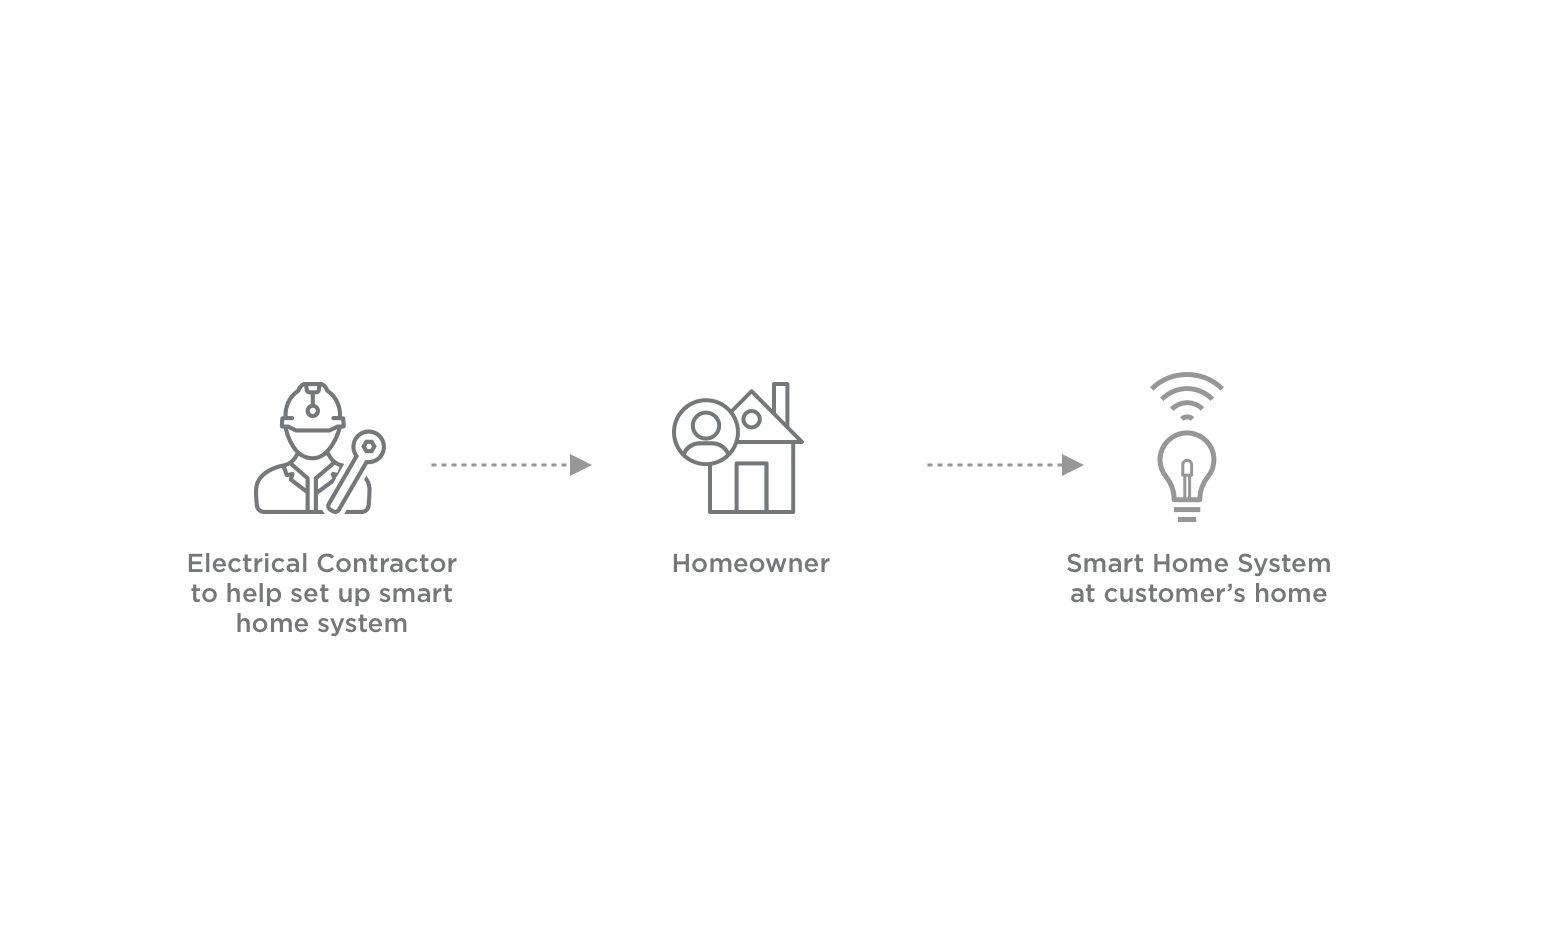 Electrical Contractor
to help set up smart
home system
Homeowner
Smart Home System
at customer’s home